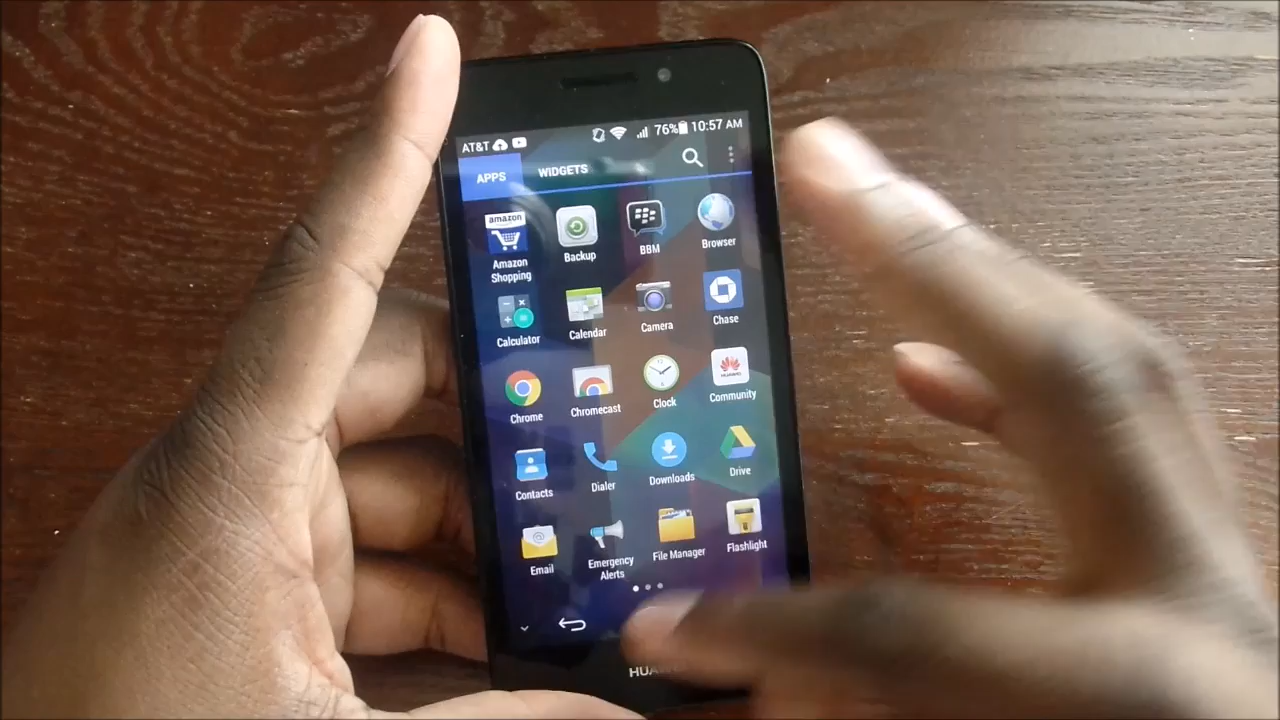 AT&T 76% 10:57 AM
APPS WIDGETS
amazon
Amazon Shopping
Backup
BBM
Browser
Calculator
Calendar
Camera
Chase
Chrome
Chromecast
Clock
HUAWEI
Community
Contacts
Dialer
Downloads
Drive
Email
Emergency Alerts
File Manager
Flashlight